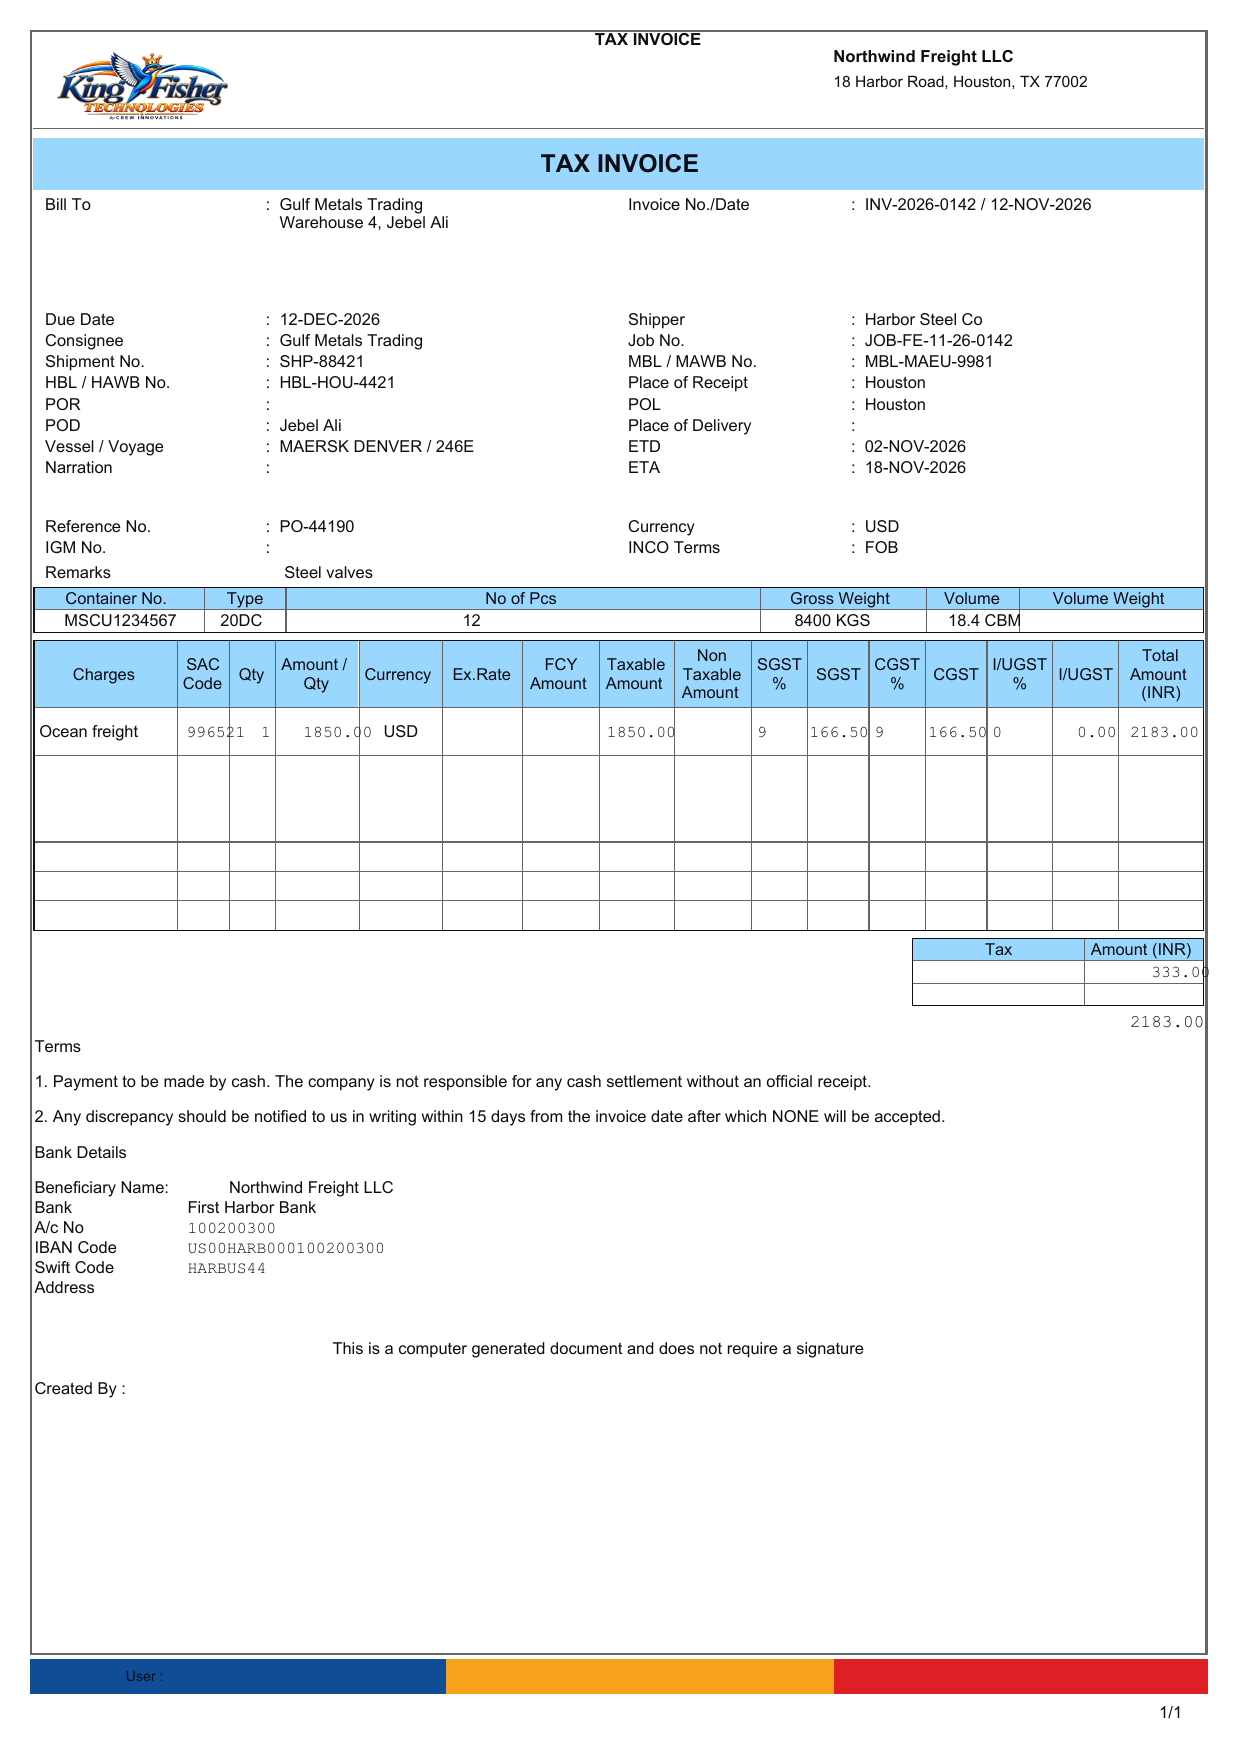 TAX INVOICE
King Fisher
TECHNOLOGIES
By CREW INNOVATIONS
Northwind Freight LLC
18 Harbor Road, Houston, TX 77002
TAX INVOICE
Bill To : Gulf Metals Trading
Warehouse 4, Jebel Ali
Invoice No./Date : INV-2026-0142 / 12-NOV-2026
Due Date : 12-DEC-2026 Shipper : Harbor Steel Co
Consignee : Gulf Metals Trading Job No. : JOB-FE-11-26-0142
Shipment No. : SHP-88421 MBL / MAWB No. : MBL-MAEU-9981
HBL / HAWB No. : HBL-HOU-4421 Place of Receipt : Houston
POR : POL : Houston
POD : Jebel Ali Place of Delivery :
Vessel / Voyage : MAERSK DENVER / 246E ETD : 02-NOV-2026
Narration : ETA : 18-NOV-2026
Reference No. : PO-44190 Currency : USD
IGM No. : INCO Terms : FOB
Remarks Steel valves
Container No. Type No of Pcs Gross Weight Volume Volume Weight
MSCU1234567 20DC 12 8400 KGS 18.4 CBM
Charges SAC Code Qty Amount / Qty Currency Ex.Rate FCY Amount Taxable Amount Non Taxable Amount SGST % SGST CGST % CGST I/UGST % I/UGST Total Amount (INR)
Ocean freight 996521 1 1850.00 USD 1850.00 9 166.50 9 166.50 0 0.00 2183.00
Tax Amount (INR)
333.00
2183.00
Terms
1. Payment to be made by cash. The company is not responsible for any cash settlement without an official receipt.
2. Any discrepancy should be notified to us in writing within 15 days from the invoice date after which NONE will be accepted.
Bank Details
Beneficiary Name: Northwind Freight LLC
Bank First Harbor Bank
A/c No 100200300
IBAN Code US00HARB000100200300
Swift Code HARBUS44
Address
This is a computer generated document and does not require a signature
Created By :
User :
1/1